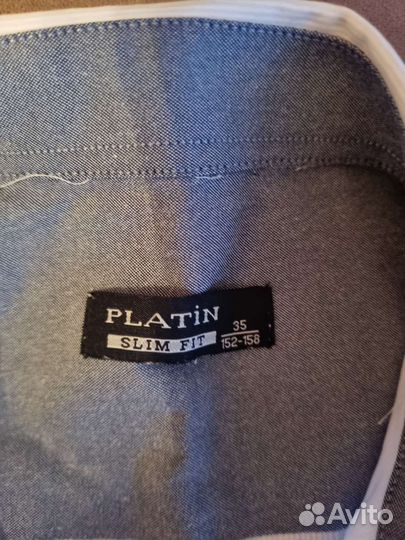 PLATiN
SLIM FIT
35
152-158
Avito